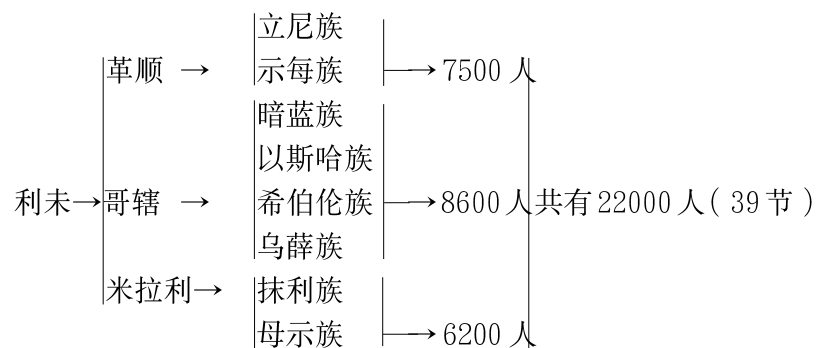 立尼族
革顺 → 示每族 → 7500 人
暗蓝族
以斯哈族
利未→哥辖 → 希伯伦族 → 8600 人共有 22000 人( 39 节 )
乌薛族
米拉利→ 抹利族
母示族 → 6200 人